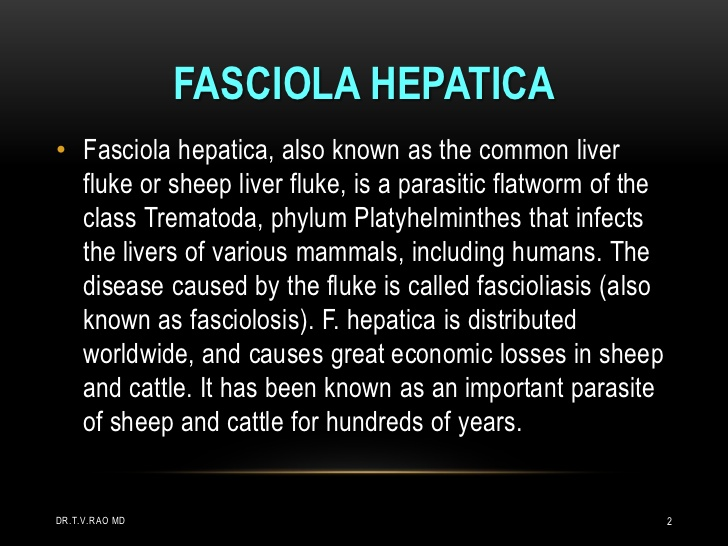 FASCIOLA HEPATICA
• Fasciola hepatica, also known as the common liver
fluke or sheep liver fluke, is a parasitic flatworm of the
class Trematoda, phylum Platyhelminthes that infects
the livers of various mammals, including humans. The
disease caused by the fluke is called fascioliasis (also
known as fasciolosis). F. hepatica is distributed
worldwide, and causes great economic losses in sheep
and cattle. It has been known as an important parasite
of sheep and cattle for hundreds of years.
DR.T.V.RAO MD
2